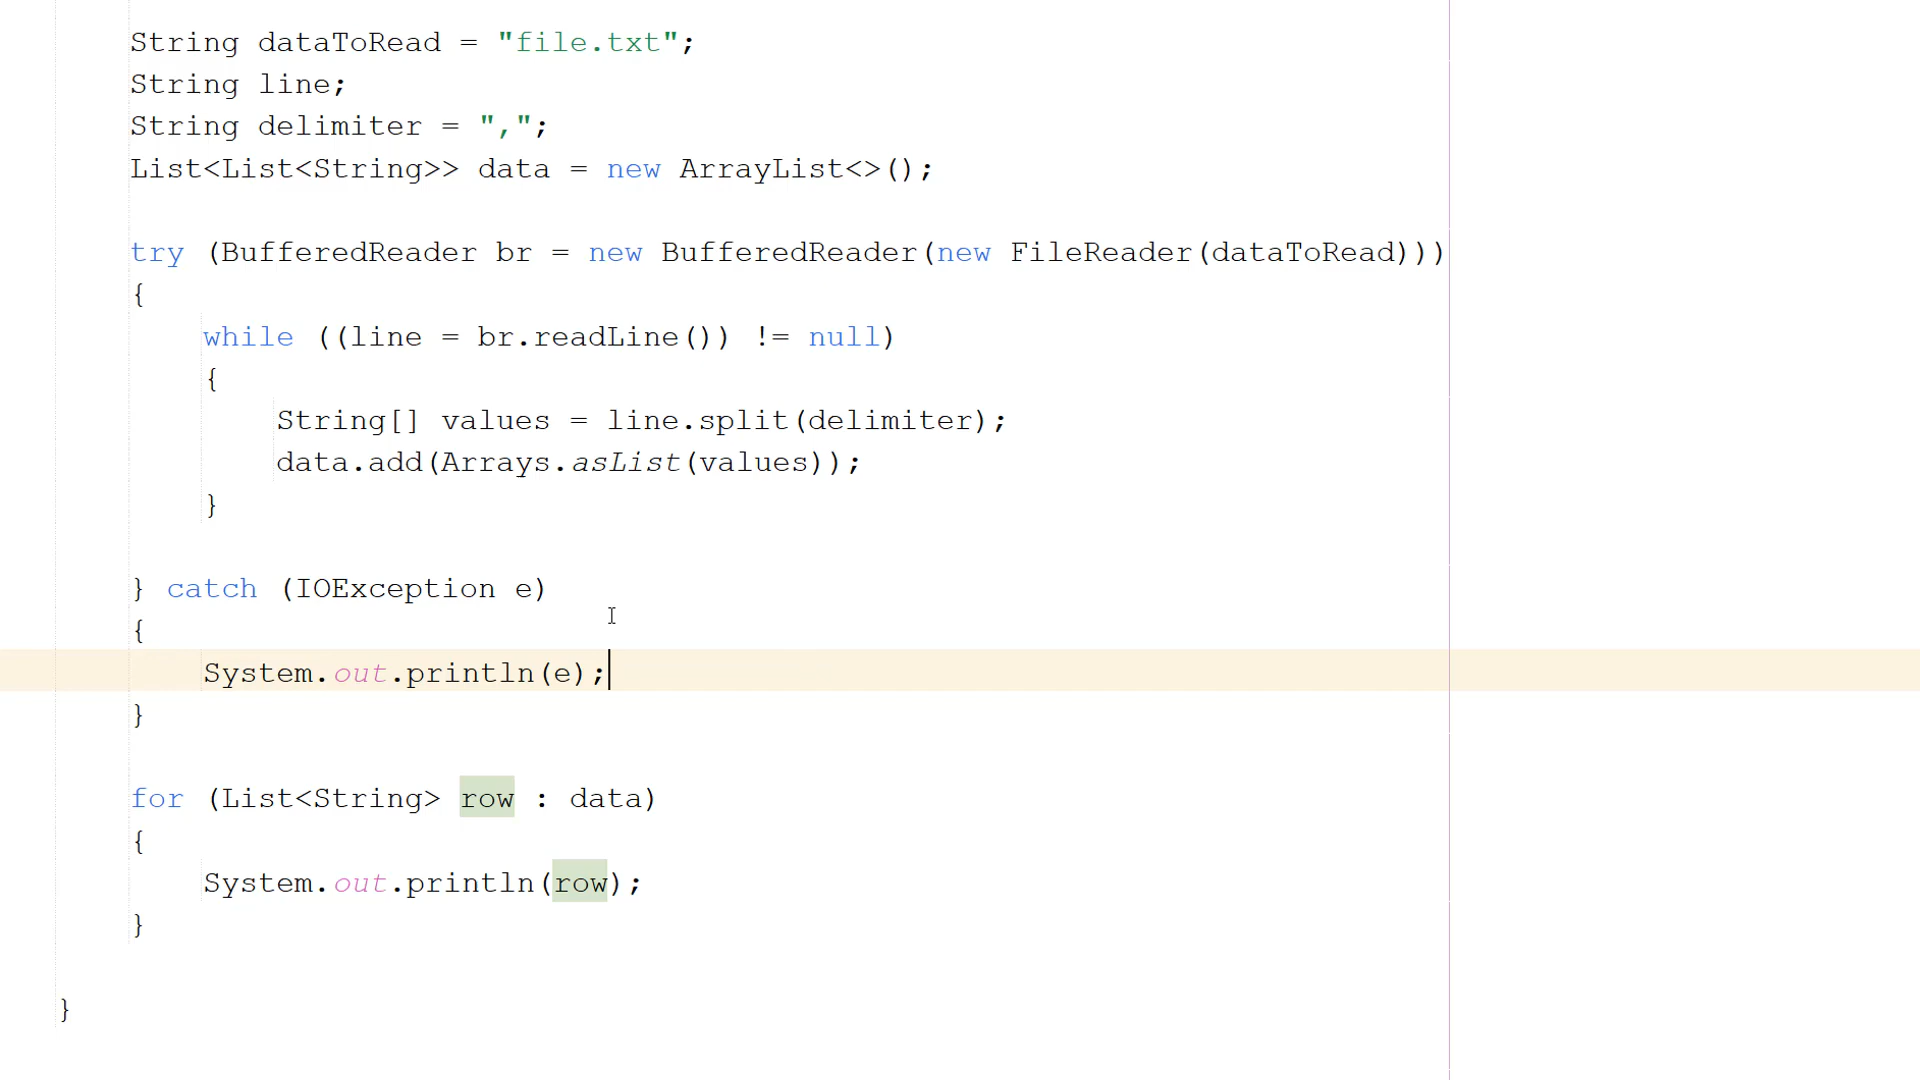 String dataToRead = "file.txt";
String line;
String delimiter = ",";
List<List<String>> data = new ArrayList<>();
try (BufferedReader br = new BufferedReader(new FileReader(dataToRead)))
{
while ((line = br.readLine()) != null)
{
String[] values = line.split(delimiter);
data.add(Arrays.asList(values));
}
} catch (IOException e)
{
System.out.println(e);
}
for (List<String> row : data)
{
System.out.println(row);
}
}